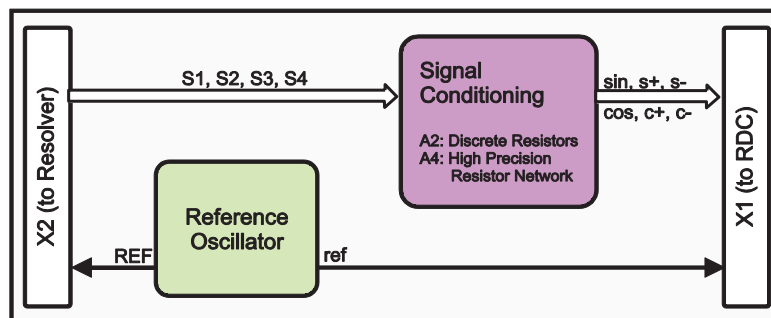 X2 (to Resolver)
S1, S2, S3, S4
Signal
Conditioning
A2: Discrete Resistors
A4: High Precision
Resistor Network
sin, s+, s-
cos, c+, c-
X1 (to RDC)
Reference
Oscillator
REF
ref